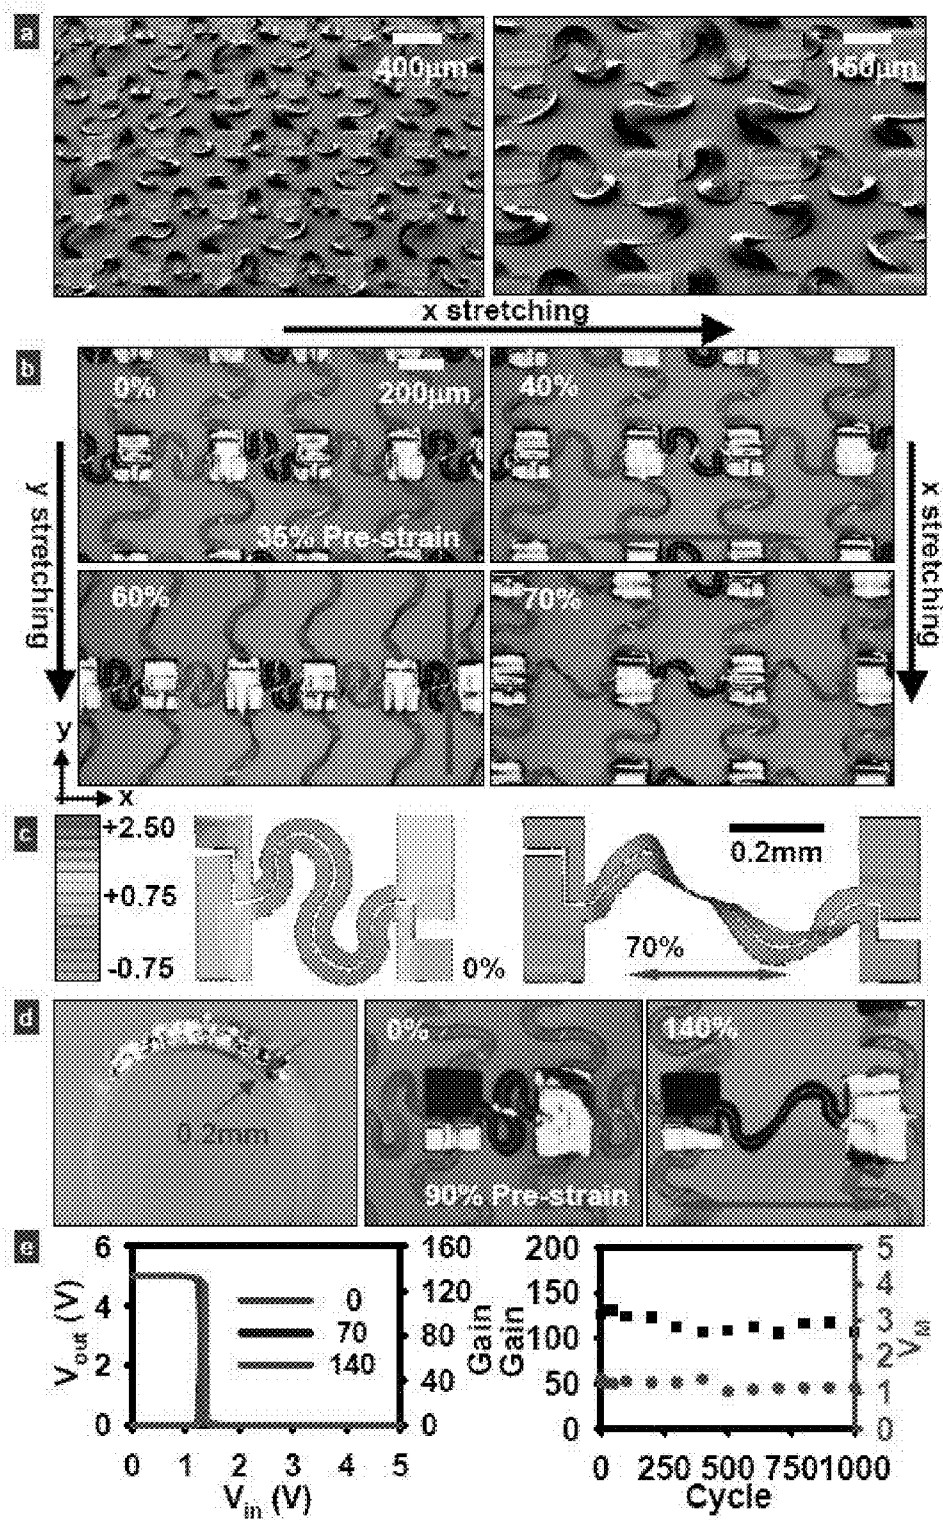 a
400μm
150μm
x stretching
b
0%
200μm
35% Pre-strain
40%
y stretching
x stretching
60%
70%
y
x
c
+2.50
+0.75
-0.75
0%
0.2mm
70%
d
0.2mm
0%
90% Pre-strain
140%
e
6
4
2
0
Vout (V)
0
70
140
160
120
80
40
0
Gain
0 1 2 3 4 5
Vin (V)
200
150
100
50
0
Gain
5
4
3
2
1
0
VM
0 250 500 750 1000
Cycle